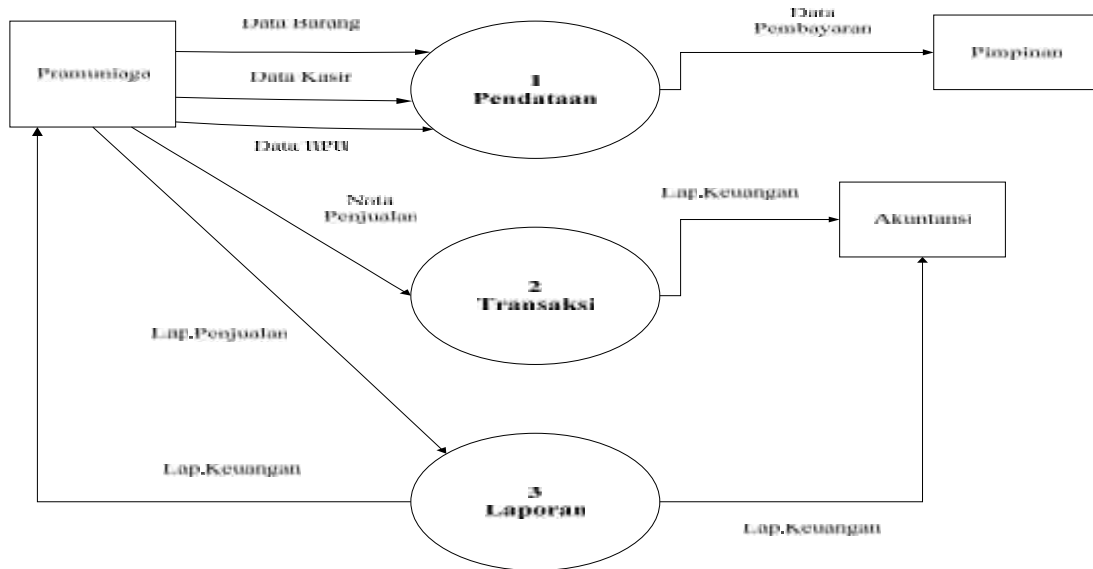 Data Barang
Data
Pembayaran
Pramuniaga
Pimpinan
Data Kasir
1
Pendataan
Data
Nota
Penjualan
Lap.Keuangan
Akuntansi
2
Transaksi
Lap.Penjualan
Lap.Keuangan
3
Laporan
Lap.Keuangan